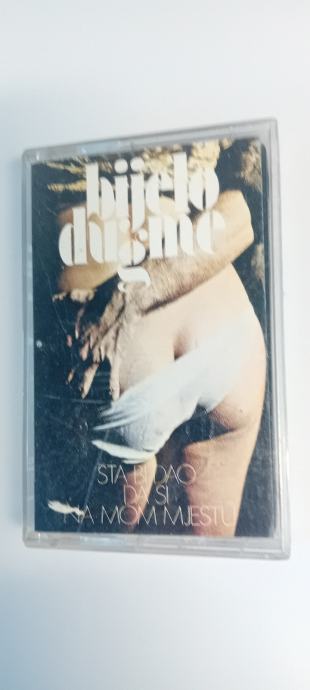 bijelo
dugme
ŠTA BI DAO
DA SI
NA MOM MJESTU